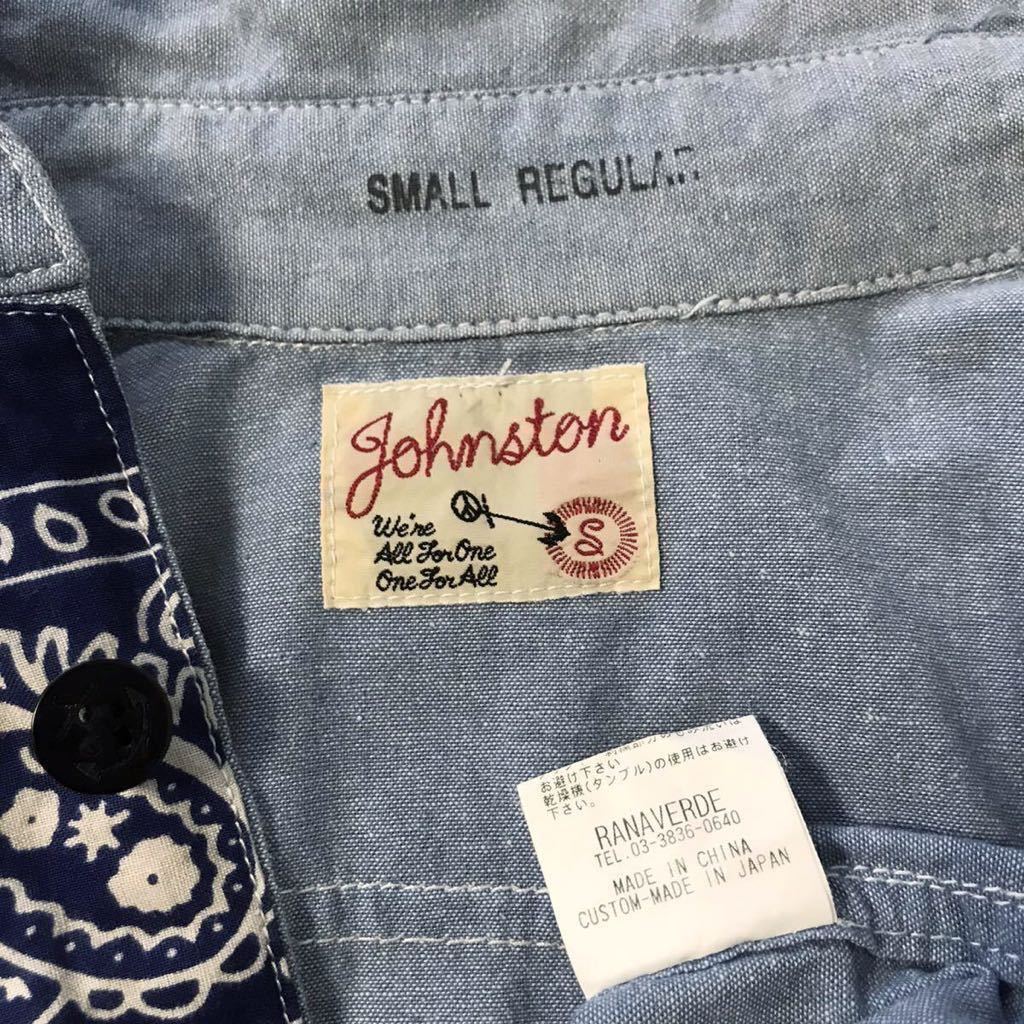 SMALL REGULAR
Johnston
We're
All For One
One For All
S
お避け下さい
乾燥機(タンブル)の使用はお避け
下さい。
RANAVERDE
TEL.03-3836-0640
MADE IN CHINA
CUSTOM-MADE IN JAPAN